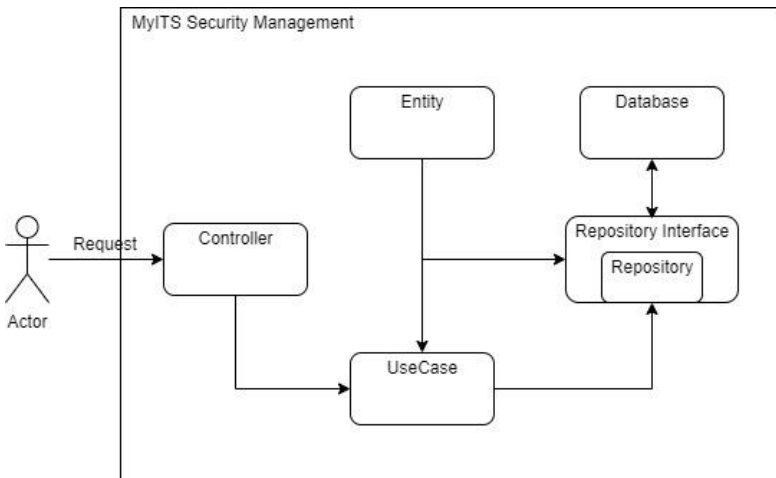 MyITS Security Management
Entity
Database
Request
Controller
Repository Interface
Repository
Actor
UseCase